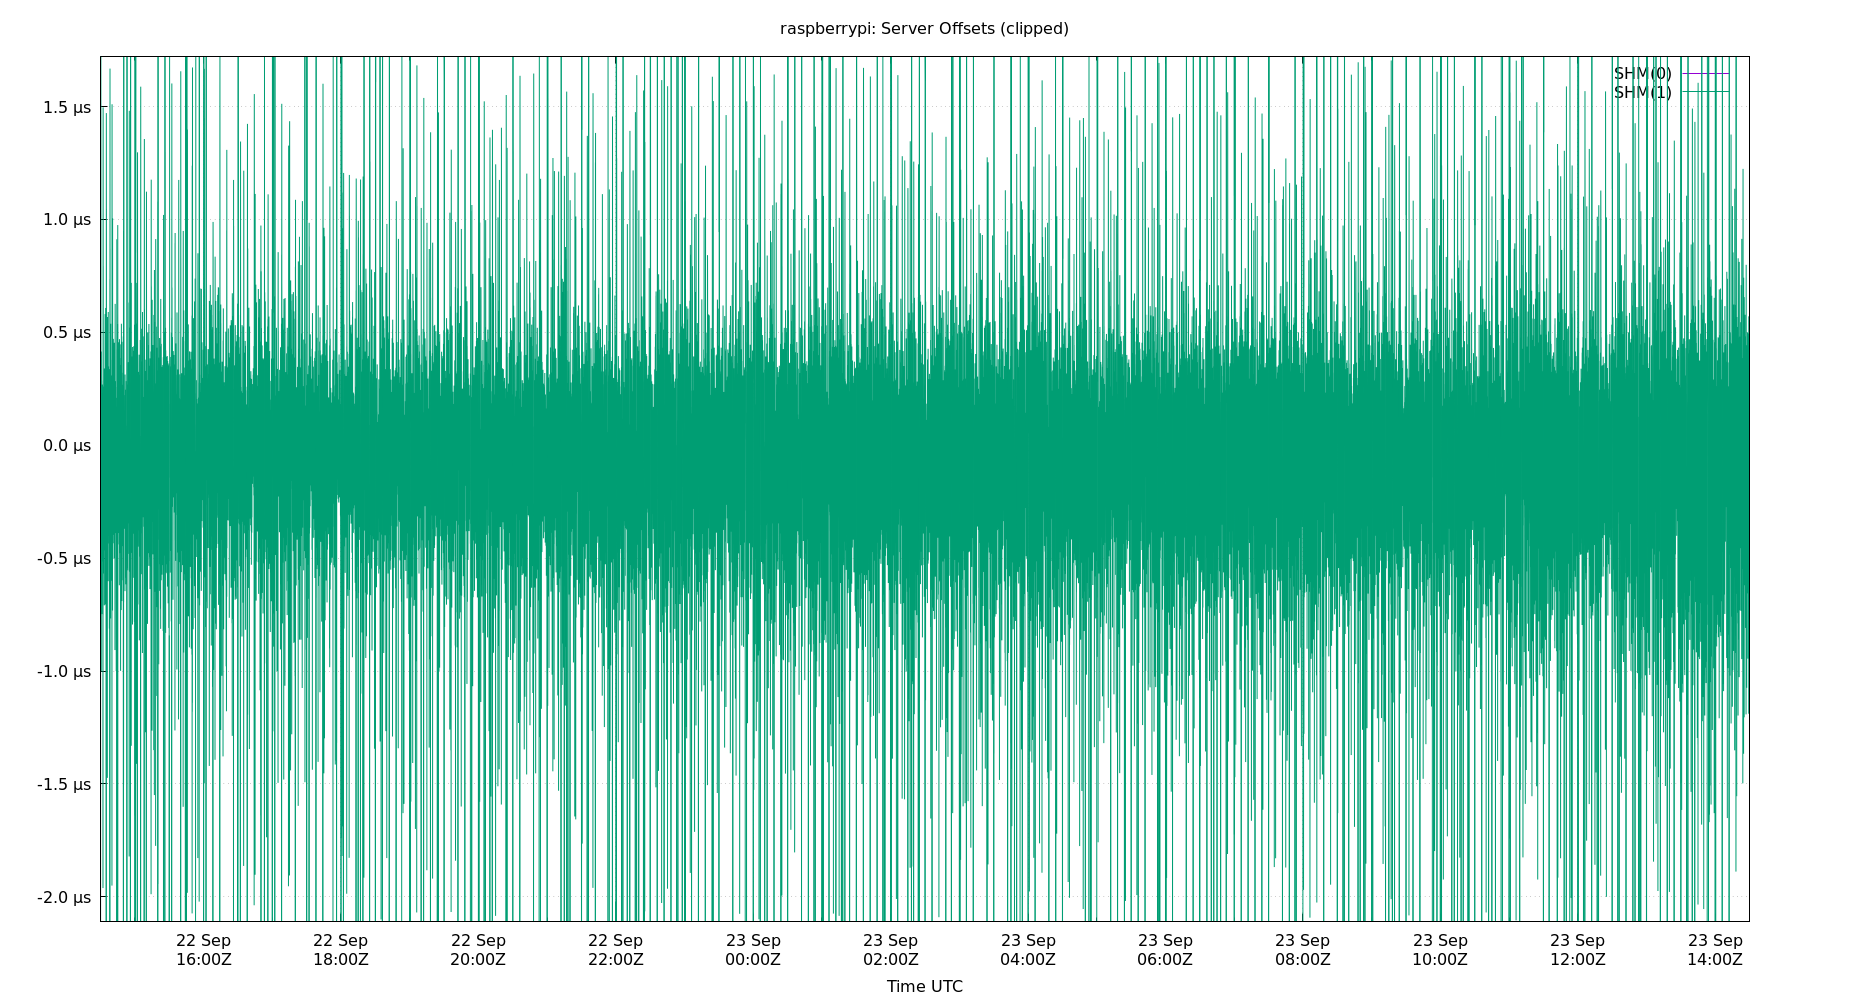 raspberrypi: Server Offsets (clipped)
SHM(0)
SHM(1)
1.5 µs
1.0 µs
0.5 µs
0.0 µs
-0.5 µs
-1.0 µs
-1.5 µs
-2.0 µs
22 Sep 22 Sep 22 Sep 22 Sep 23 Sep 23 Sep 23 Sep 23 Sep 23 Sep 23 Sep 23 Sep 23 Sep
16:00Z 18:00Z 20:00Z 22:00Z 00:00Z 02:00Z 04:00Z 06:00Z 08:00Z 10:00Z 12:00Z 14:00Z
Time UTC